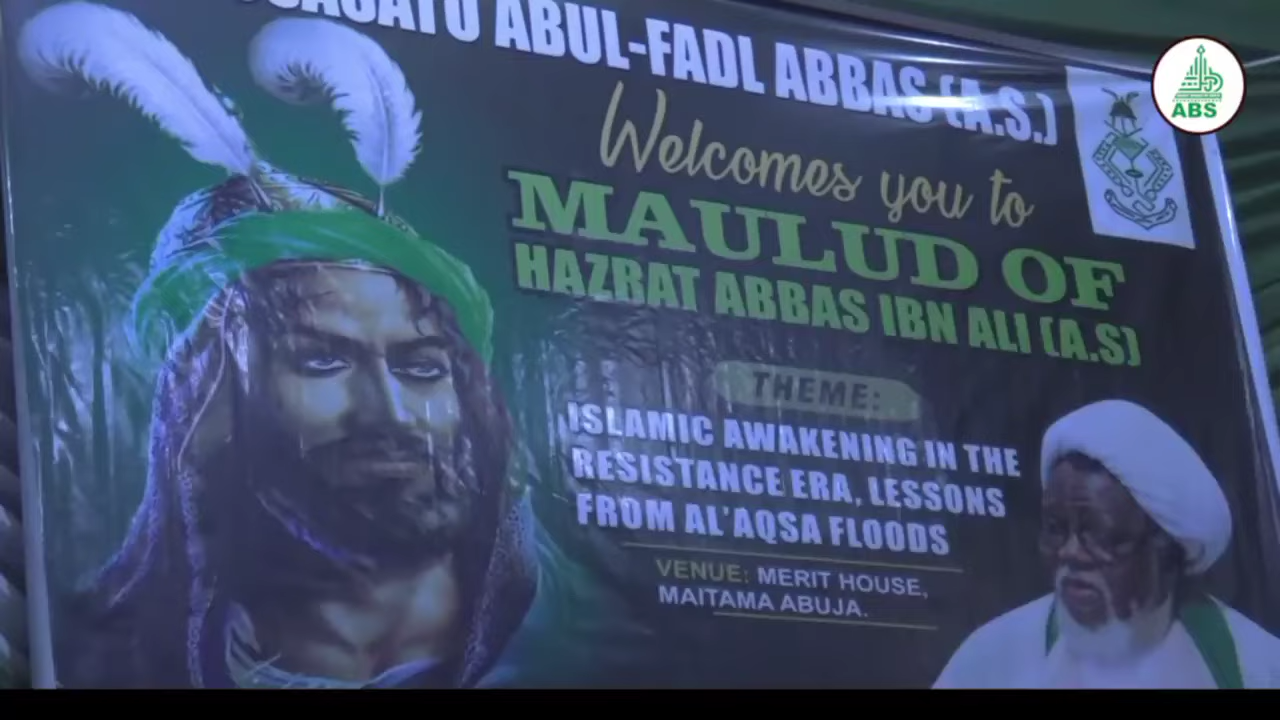 ABUL-FADL ABBAS (A.S.)
Welcomes you to
MAULUD OF
HAZRAT ABBAS IBN ALI (A.S)
THEME:
ISLAMIC AWAKENING IN THE
RESISTANCE ERA, LESSONS
FROM AL'AQSA FLOODS
VENUE: MERIT HOUSE,
MAITAMA ABUJA.
ABS